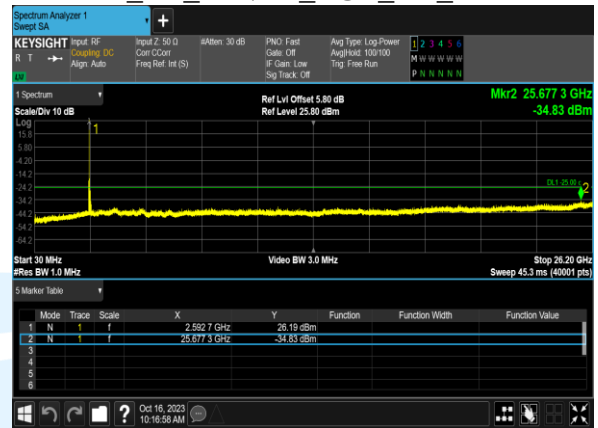 Spectrum Analyzer 1
Swept SA
KEYSIGHT Input: RF Input Z: 50 Ω #Atten: 30 dB PNO: Fast Avg Type: Log-Power 1 2 3 4 5 6
R T Coupling: DC Corr CCorr Gate: Off Avg|Hold: 100/100 M W W W W W
Align: Auto Freq Ref: Int (S) IF Gain: Low Trig: Free Run P N N N N N
LV Sig Track: Off
1 Spectrum Ref Lvl Offset 5.80 dB Mkr2 25.677 3 GHz
Scale/Div 10 dB Ref Level 25.80 dBm -34.83 dBm
Log
15.8 1
5.80
-4.20
-14.2
-24.2 DL1 -25.00 2
-34.2
-44.2
-54.2
-64.2
Start 30 MHz Video BW 3.0 MHz Stop 26.20 GHz
#Res BW 1.0 MHz Sweep 45.3 ms (40001 pts)
5 Marker Table
Mode Trace Scale X Y Function Function Width Function Value
1 N 1 f 2.592 7 GHz 26.19 dBm
2 N 1 f 25.677 3 GHz -34.83 dBm
3
4
5
6
? Oct 16, 2023
10:16:58 AM